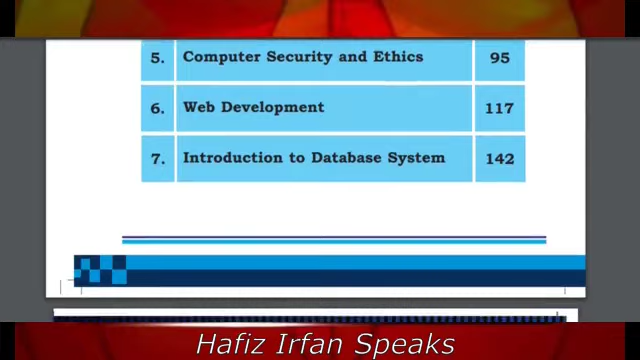 5. Computer Security and Ethics 95
6. Web Development 117
7. Introduction to Database System 142
Hafiz Irfan Speaks